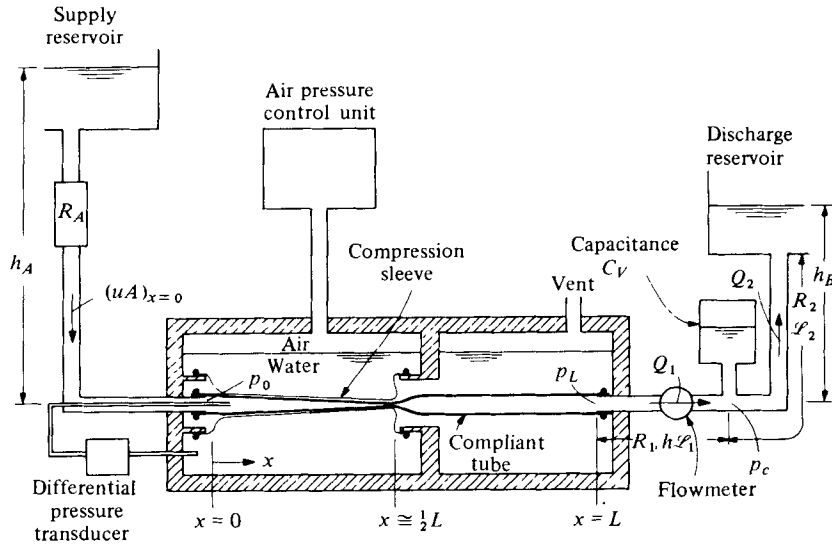 Supply
reservoir
Air pressure
control unit
Discharge
reservoir
R_A
h_A
(uA)_{x=0}
Compression
sleeve
Capacitance
C_V
Vent
Q_2
h_B
R_2
ℒ_2
Air
Water
p_0
p_L
Q_1
Compliant
tube
R_1, hℒ_1
p_c
Flowmeter
x
Differential
pressure
transducer
x = 0
x ≅ ½L
x = L